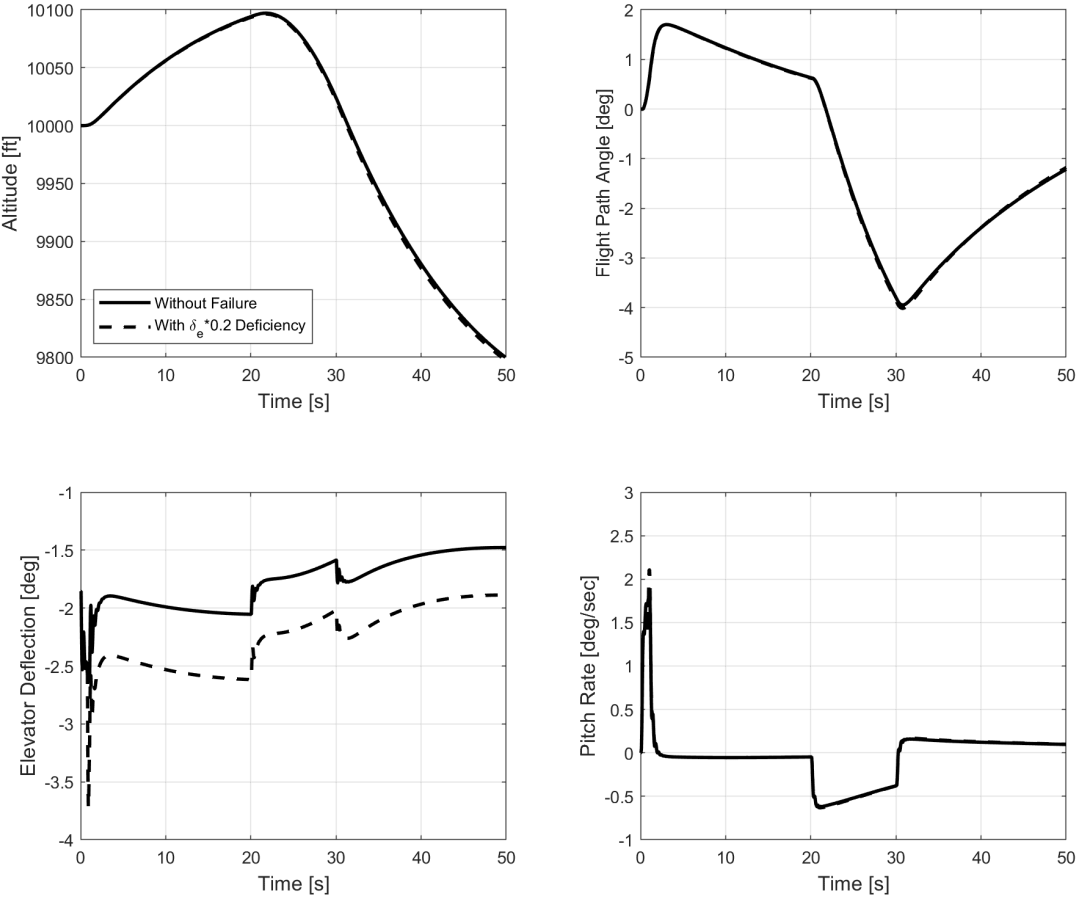 10100
10050
10000
9950
9900
9850
9800
Altitude [ft]
Without Failure
With δe*0.2 Deficiency
0 10 20 30 40 50
Time [s]
2
1
0
-1
-2
-3
-4
-5
Flight Path Angle [deg]
0 10 20 30 40 50
Time [s]
-1
-1.5
-2
-2.5
-3
-3.5
-4
Elevator Deflection [deg]
0 10 20 30 40 50
Time [s]
3
2.5
2
1.5
1
0.5
0
-0.5
-1
Pitch Rate [deg/sec]
0 10 20 30 40 50
Time [s]